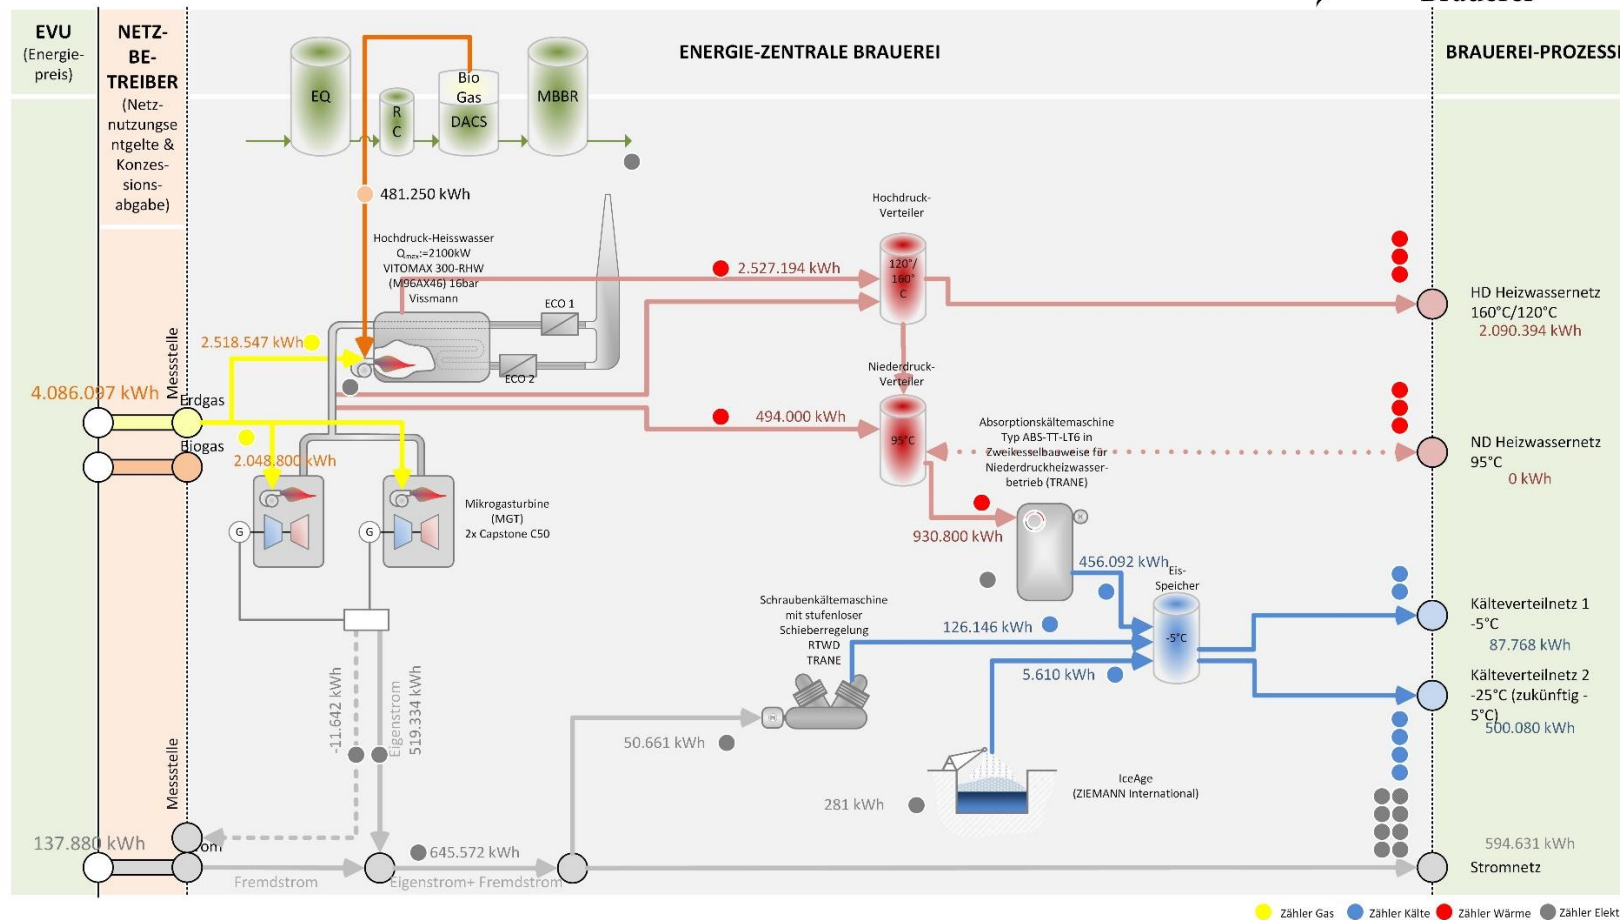 Brauerei
EVU
(Energie-
preis)
NETZ-
BE-
TREIBER
(Netz-
nutzungse
ntgelte &
Konzes-
sions-
abgabe)
ENERGIE-ZENTRALE BRAUEREI
BRAUEREI-PROZESSE
EQ
R
C
Bio
Gas
DACS
MBBR
481.250 kWh
Hochdruck-Heisswasser
Qmax:=2100kW
VITOMAX 300-RHW
(M96AX46) 16bar
Vissmann
ECO 1
ECO 2
Hochdruck-
Verteiler
120°/
160°
C
2.527.194 kWh
HD Heizwassernetz
160°C/120°C
2.090.394 kWh
Messstelle
2.518.547 kWh
4.086.097 kWh
Erdgas
Biogas
2.048.800 kWh
Niederdruck-
Verteiler
95°C
494.000 kWh
Absorptionskältemaschine
Typ ABS-TT-LT6 in
Zweikesselbauweise für
Niederdruckheizwasser-
betrieb (TRANE)
ND Heizwassernetz
95°C
0 kWh
G
G
Mikrogasturbine
(MGT)
2x Capstone C50
930.800 kWh
456.092 kWh
Eis-
Speicher
-5°C
Schraubenkältemaschine
mit stufenloser
Schieberregelung
RTWD
TRANE
126.146 kWh
5.610 kWh
Kälteverteilnetz 1
-5°C
87.768 kWh
Kälteverteilnetz 2
-25°C (zukünftig -
5°C)
500.080 kWh
-11.642 kWh
Eigenstrom
519.334 kWh
50.661 kWh
281 kWh
IceAge
(ZIEMANN International)
Messstelle
137.880 kWh
645.572 kWh
Fremdstrom
Eigenstrom+ Fremdstrom
594.631 kWh
Stromnetz
Zähler Gas
Zähler Kälte
Zähler Wärme
Zähler Elekt